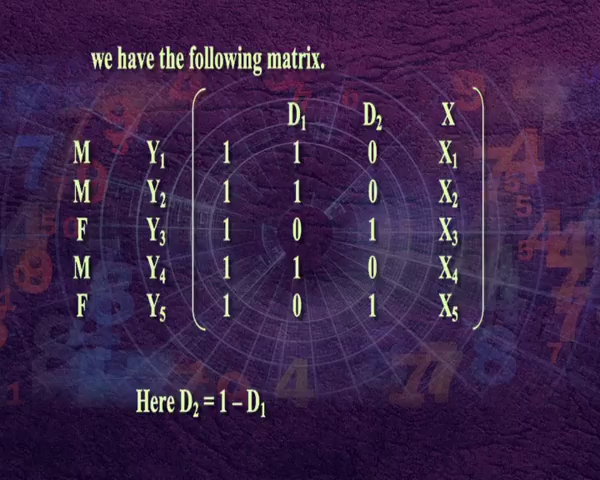 we have the following matrix.
D₁ D₂ X
M Y₁ 1 1 0 X₁
M Y₂ 1 1 0 X₂
F Y₃ 1 0 1 X₃
M Y₄ 1 1 0 X₄
F Y₅ 1 0 1 X₅
Here D₂ = 1 – D₁